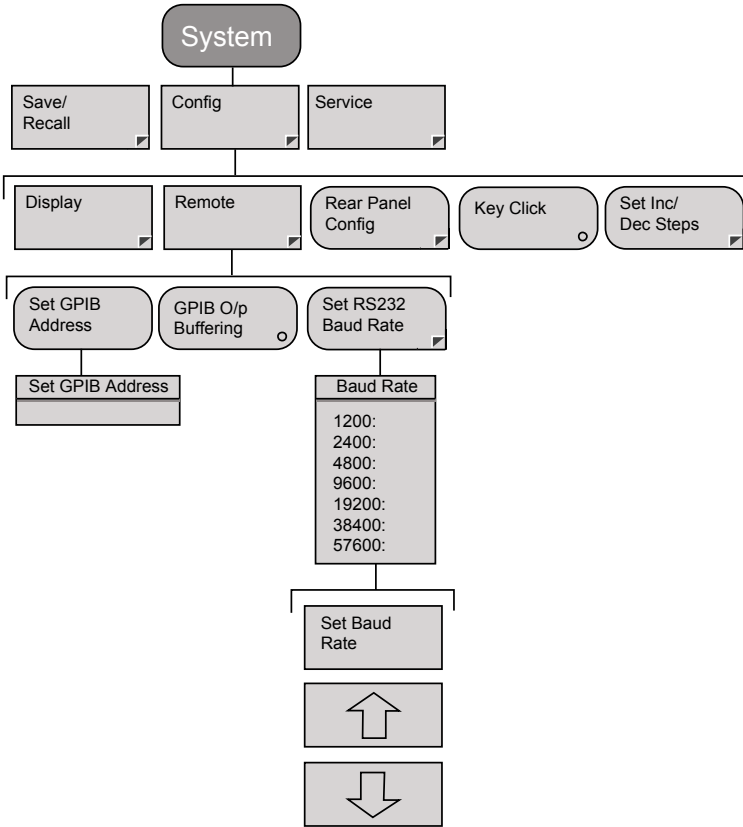 System
Save/
Recall
Config
Service
Display
Remote
Rear Panel
Config
Key Click
Set Inc/
Dec Steps
Set GPIB
Address
GPIB O/p
Buffering
Set RS232
Baud Rate
Set GPIB Address
Baud Rate
1200:
2400:
4800:
9600:
19200:
38400:
57600:
Set Baud
Rate